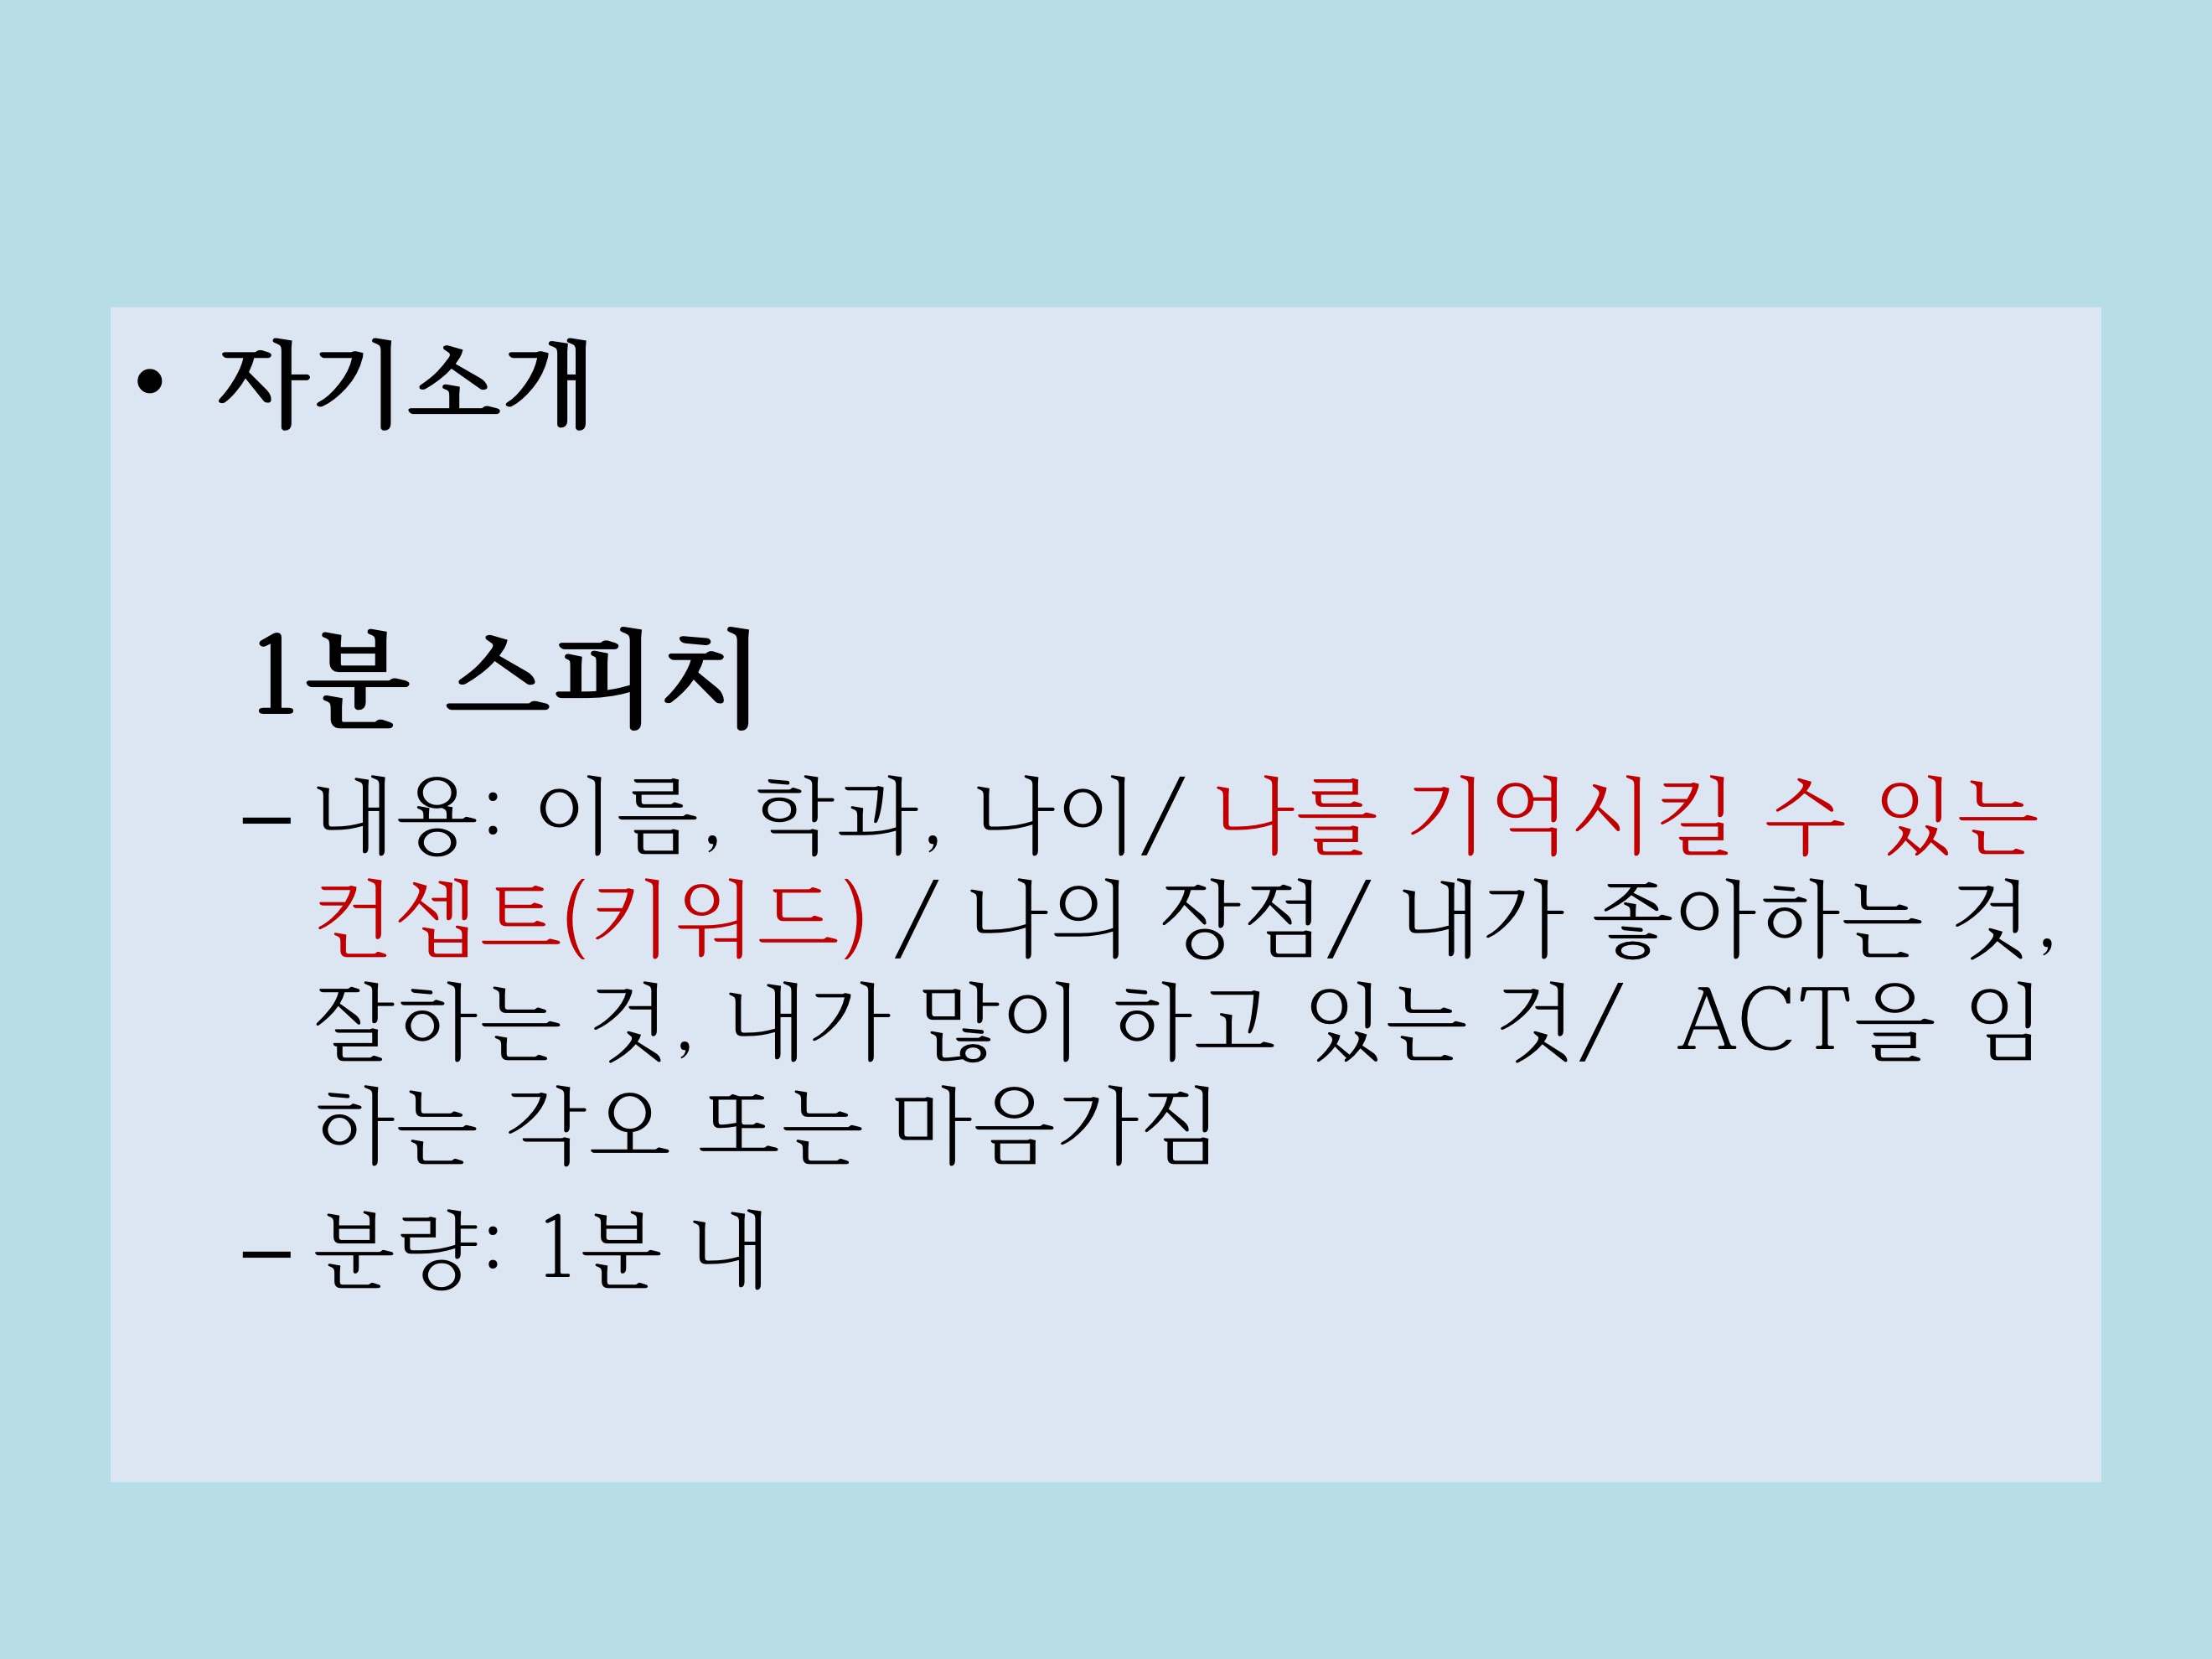 • 자기소개
1분 스피치
– 내용: 이름, 학과, 나이/ 나를 기억시킬 수 있는
컨셉트(기워드) / 나의 장점/내가 좋아하는 것,
잘하는 것, 내가 많이 하고 있는 것/ ACT을 임
하는 각오 또는 마음가짐
– 분량: 1분 내